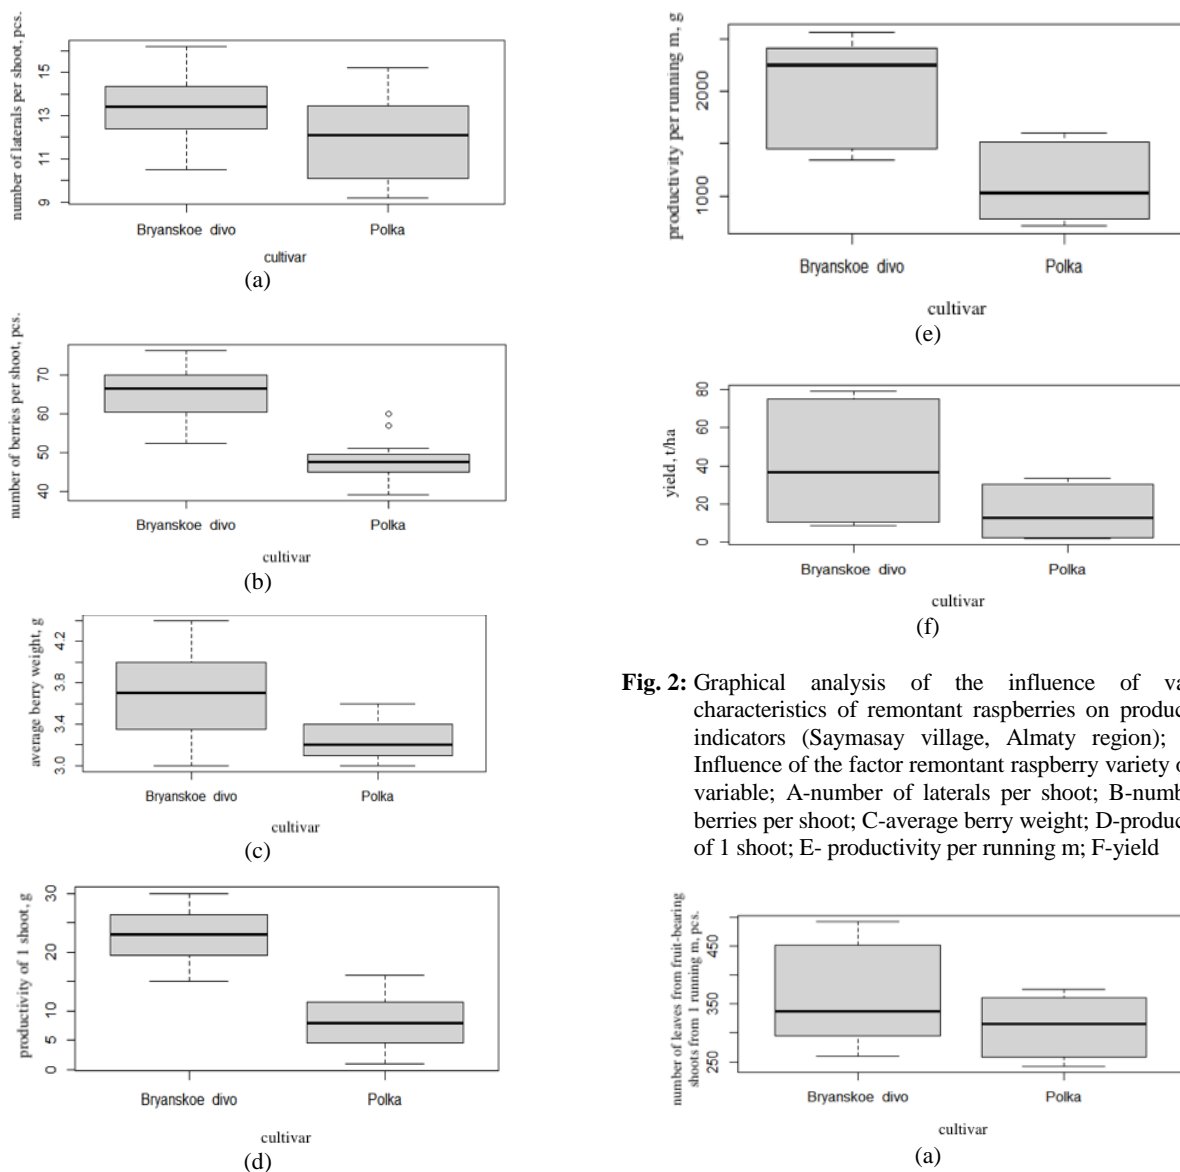 number of laterals per shoot, pcs.
15
13
11
9
Bryanskoe divo
Polka
cultivar
(a)
number of berries per shoot, pcs.
70
60
50
40
Bryanskoe divo
Polka
cultivar
(b)
average berry weight, g
4.2
3.8
3.4
3.0
Bryanskoe divo
Polka
cultivar
(c)
productivity of 1 shoot, g
30
20
10
5
0
Bryanskoe divo
Polka
cultivar
(d)
productivity per running m, g
2000
1000
Bryanskoe divo
Polka
cultivar
(e)
yield, t/ha
80
60
40
20
0
Bryanskoe divo
Polka
cultivar
(f)
Fig. 2: Graphical analysis of the influence of va
characteristics of remontant raspberries on produc
indicators (Saymasay village, Almaty region);
Influence of the factor remontant raspberry variety o
variable; A-number of laterals per shoot; B-numb
berries per shoot; C-average berry weight; D-produc
of 1 shoot; E- productivity per running m; F-yield
number of leaves from fruit-bearing
shoots from 1 running m, pcs.
450
350
250
Bryanskoe divo
Polka
cultivar
(a)